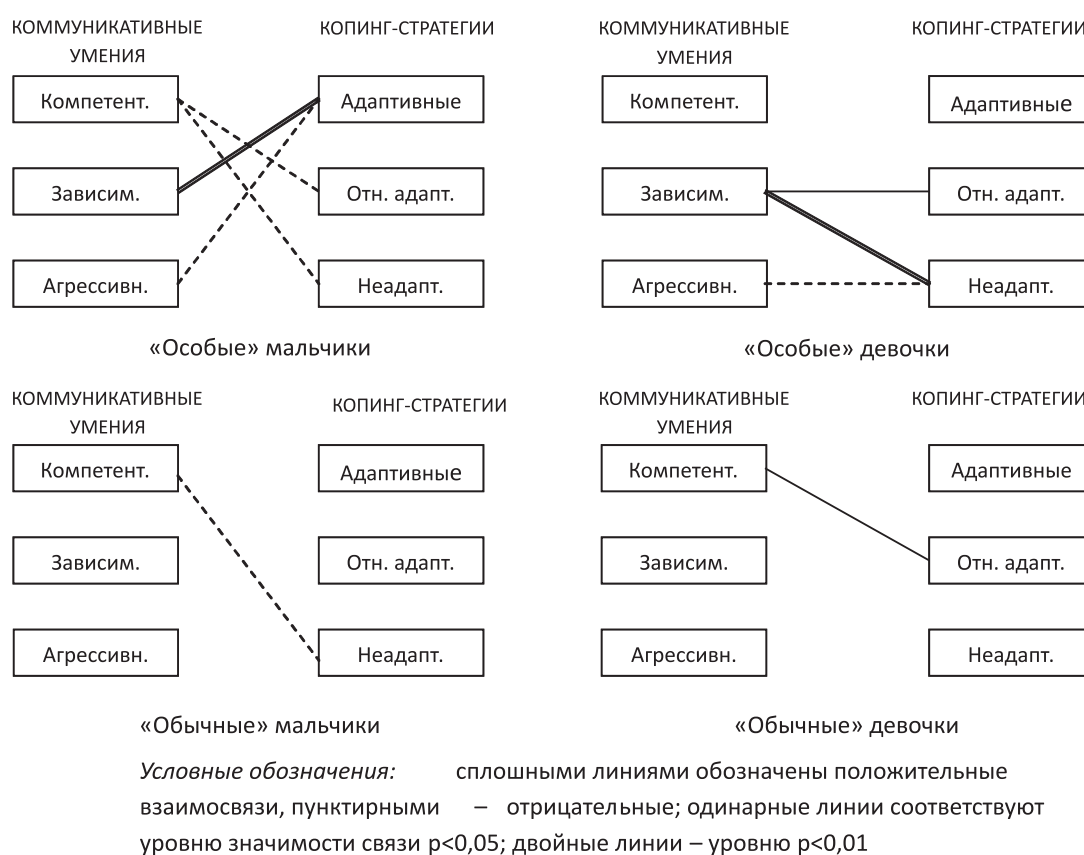 КОММУНИКАТИВНЫЕ УМЕНИЯ
КОПИНГ-СТРАТЕГИИ
Компетент.
Адаптивные
Зависим.
Отн. адапт.
Агрессивн.
Неадапт.
«Особые» мальчики
КОММУНИКАТИВНЫЕ УМЕНИЯ
КОПИНГ-СТРАТЕГИИ
Компетент.
Адаптивные
Зависим.
Отн. адапт.
Агрессивн.
Неадапт.
«Особые» девочки
КОММУНИКАТИВНЫЕ УМЕНИЯ
КОПИНГ-СТРАТЕГИИ
Компетент.
Адаптивные
Зависим.
Отн. адапт.
Агрессивн.
Неадапт.
«Обычные» мальчики
КОММУНИКАТИВНЫЕ УМЕНИЯ
КОПИНГ-СТРАТЕГИИ
Компетент.
Адаптивные
Зависим.
Отн. адапт.
Агрессивн.
Неадапт.
«Обычные» девочки
Условные обозначения: сплошными линиями обозначены положительные
взаимосвязи, пунктирными – отрицательные; одинарные линии соответствуют
уровню значимости связи p<0,05; двойные линии – уровню p<0,01